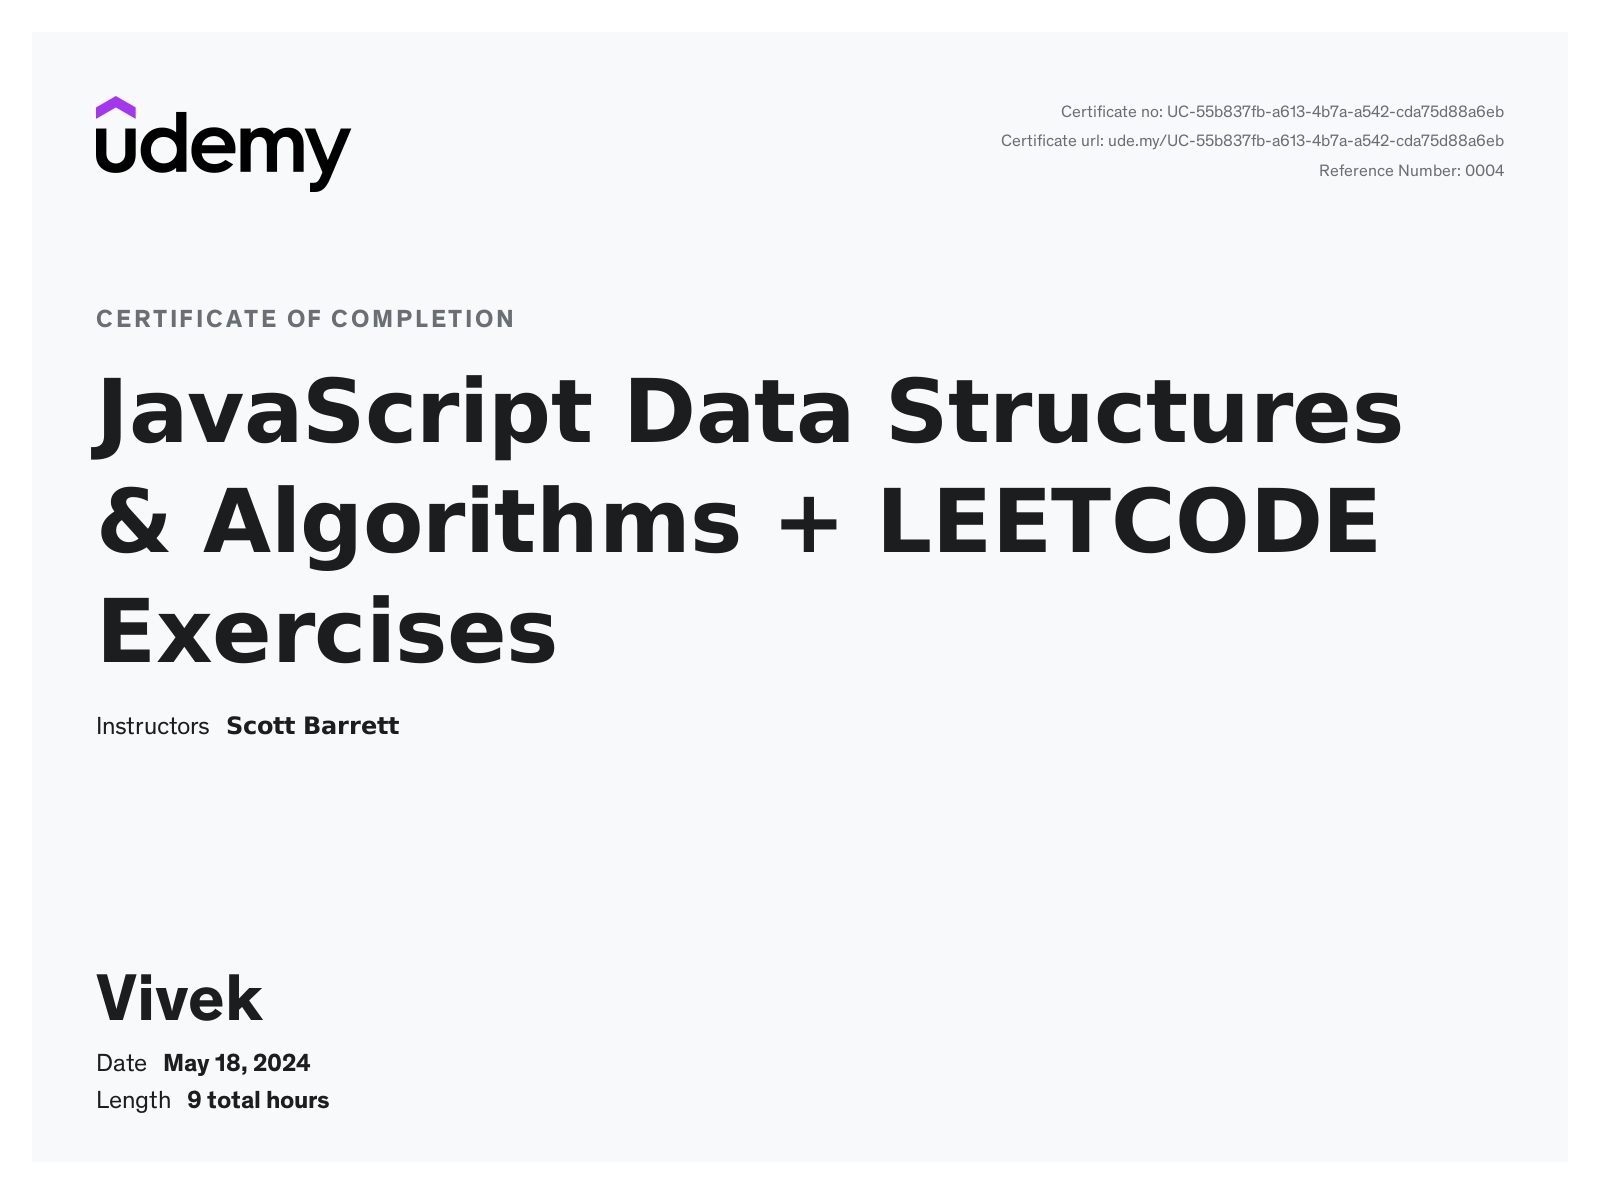 udemy
Certificate no: UC-55b837fb-a613-4b7a-a542-cda75d88a6eb
Certificate url: ude.my/UC-55b837fb-a613-4b7a-a542-cda75d88a6eb
Reference Number: 0004
CERTIFICATE OF COMPLETION
JavaScript Data Structures
& Algorithms + LEETCODE
Exercises
Instructors Scott Barrett
Vivek
Date May 18, 2024
Length 9 total hours